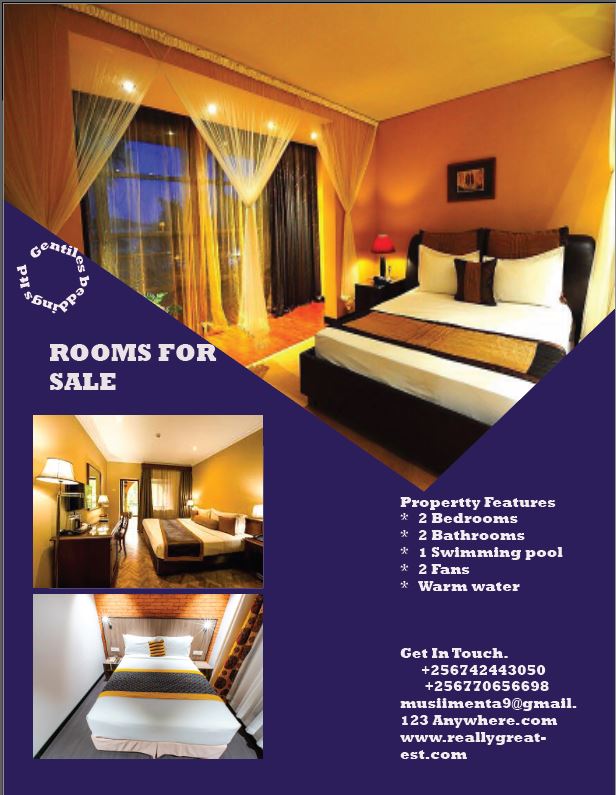 Gentiles beddings ltd
ROOMS FOR
SALE
Propertty Features
* 2 Bedrooms
* 2 Bathrooms
* 1 Swimming pool
* 2 Fans
* Warm water
Get In Touch.
+256742443050
+256770656698
musiimenta9@gmail.
123 Anywhere.com
www.reallygreat-
est.com